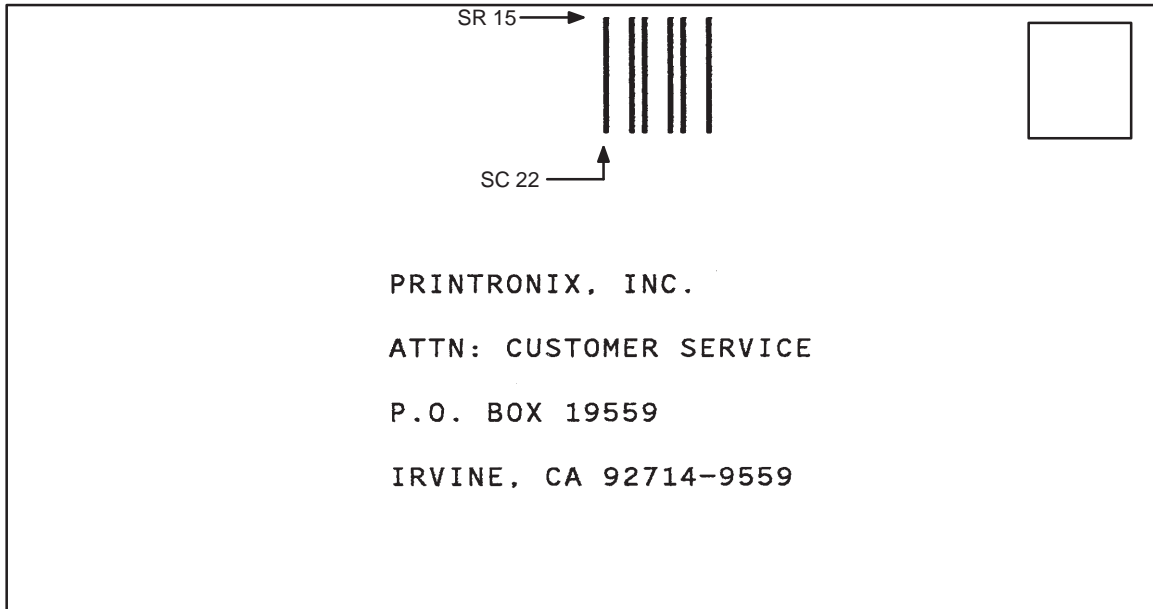 SR 15
SC 22
PRINTRONIX, INC.
ATTN: CUSTOMER SERVICE
P.O. BOX 19559
IRVINE, CA 92714-9559